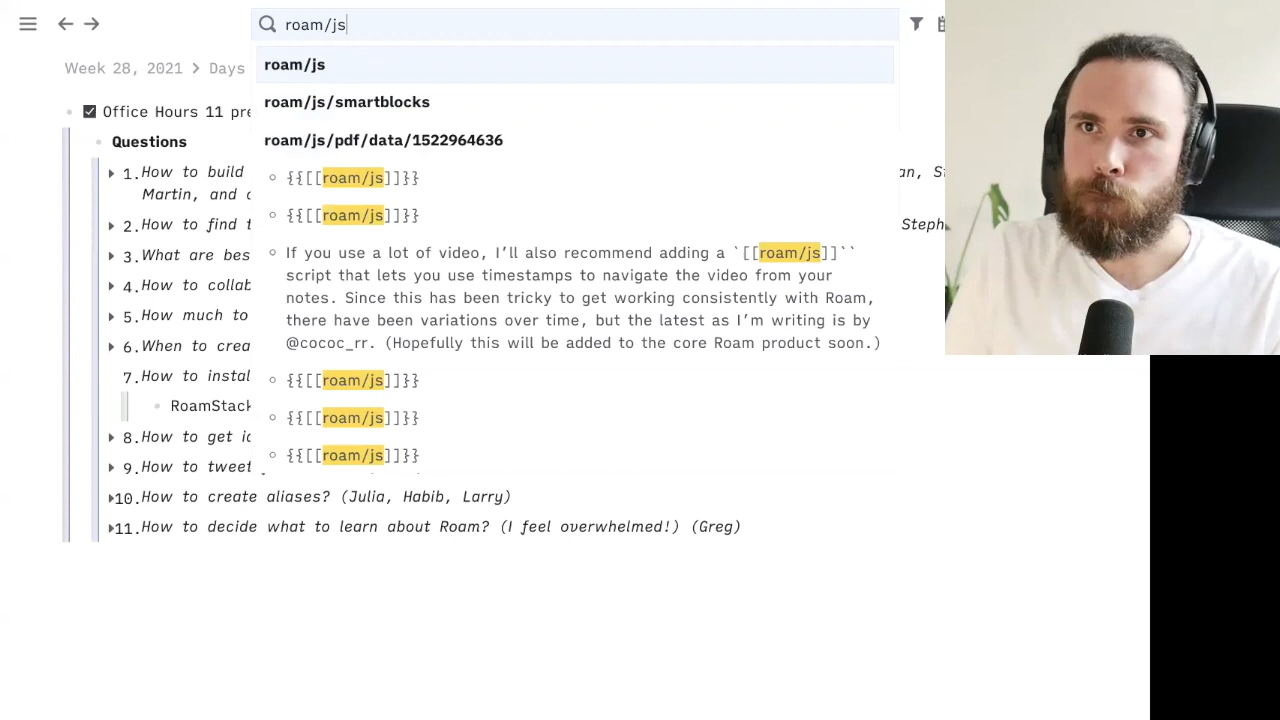 roam/js
Week 28, 2021 > Days
roam/js
roam/js/smartblocks
roam/js/pdf/data/1522964636
{{[[roam/js]]}}
{{[[roam/js]]}}
If you use a lot of video, I'll also recommend adding a `[[roam/js]]``
script that lets you use timestamps to navigate the video from your
notes. Since this has been tricky to get working consistently with Roam,
there have been variations over time, but the latest as I'm writing is by
@cococ_rr. (Hopefully this will be added to the core Roam product soon.)
{{[[roam/js]]}}
{{[[roam/js]]}}
{{[[roam/js]]}}
Office Hours 11 pre
Questions
1. How to build
Martin, and
2. How to find
Steph
3. What are bes
4. How to collab
5. How much to
6. When to crea
7. How to instal
RoamStack
8. How to get
9. How to tweet
10. How to create aliases? (Julia, Habib, Larry)
11. How to decide what to learn about Roam? (I feel overwhelmed!) (Greg)